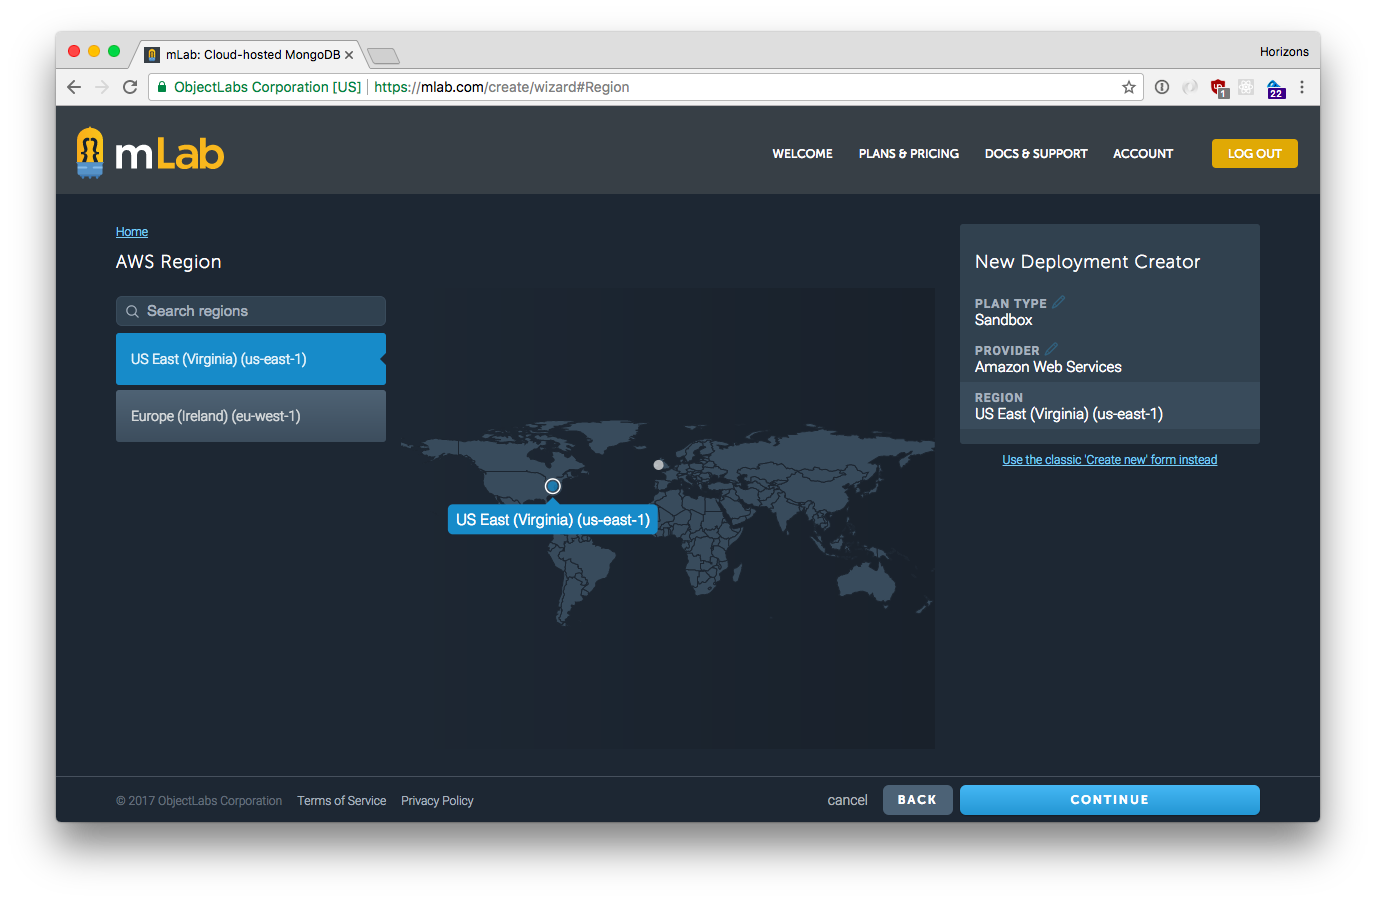 mLab: Cloud-hosted MongoDB
Horizons
ObjectLabs Corporation [US] https://mlab.com/create/wizard#Region
1
22
mLab
WELCOME PLANS & PRICING DOCS & SUPPORT ACCOUNT LOG OUT
Home
AWS Region
Search regions
US East (Virginia) (us-east-1)
Europe (Ireland) (eu-west-1)
US East (Virginia) (us-east-1)
New Deployment Creator
PLAN TYPE
Sandbox
PROVIDER
Amazon Web Services
REGION
US East (Virginia) (us-east-1)
Use the classic 'Create new' form instead
© 2017 ObjectLabs Corporation Terms of Service Privacy Policy cancel BACK CONTINUE